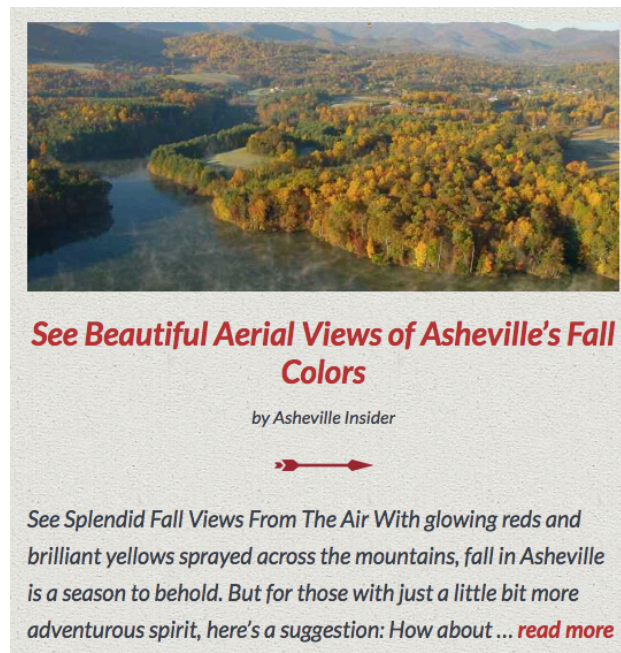 See Beautiful Aerial Views of Asheville’s Fall
Colors
by Asheville Insider
See Splendid Fall Views From The Air With glowing reds and
brilliant yellows sprayed across the mountains, fall in Asheville
is a season to behold. But for those with just a little bit more
adventurous spirit, here’s a suggestion: How about ... read more